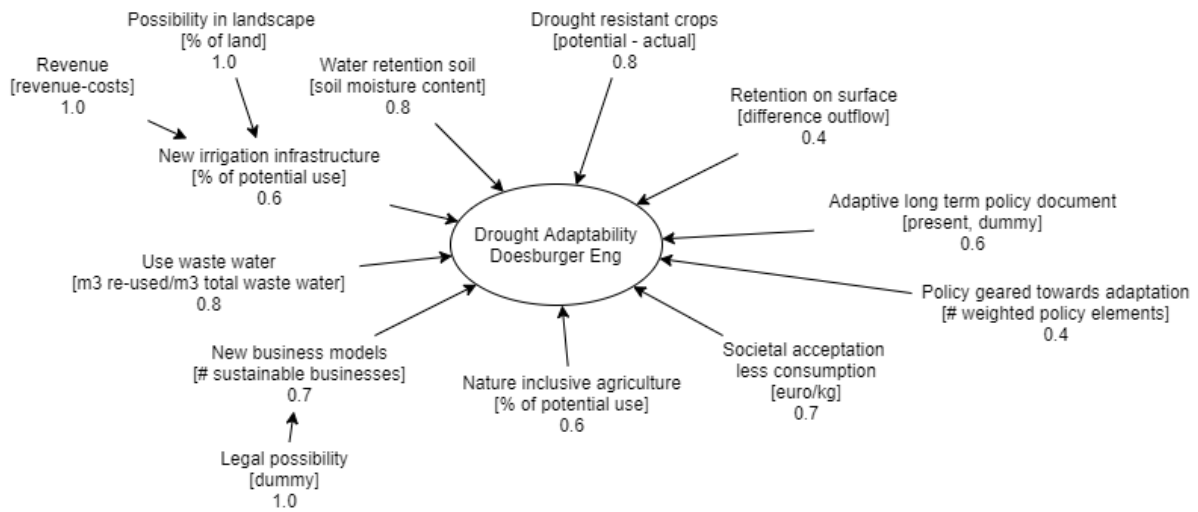 Possibility in landscape
[% of land]
1.0
Drought resistant crops
[potential - actual]
0.8
Revenue
[revenue-costs]
1.0
Water retention soil
[soil moisture content]
0.8
Retention on surface
[difference outflow]
0.4
New irrigation infrastructure
[% of potential use]
0.6
Adaptive long term policy document
[present, dummy]
0.6
Drought Adaptability
Doesburger Eng
Use waste water
[m3 re-used/m3 total waste water]
0.8
Policy geared towards adaptation
[# weighted policy elements]
0.4
New business models
[# sustainable businesses]
0.7
Nature inclusive agriculture
[% of potential use]
0.6
Societal acceptation
less consumption
[euro/kg]
0.7
Legal possibility
[dummy]
1.0